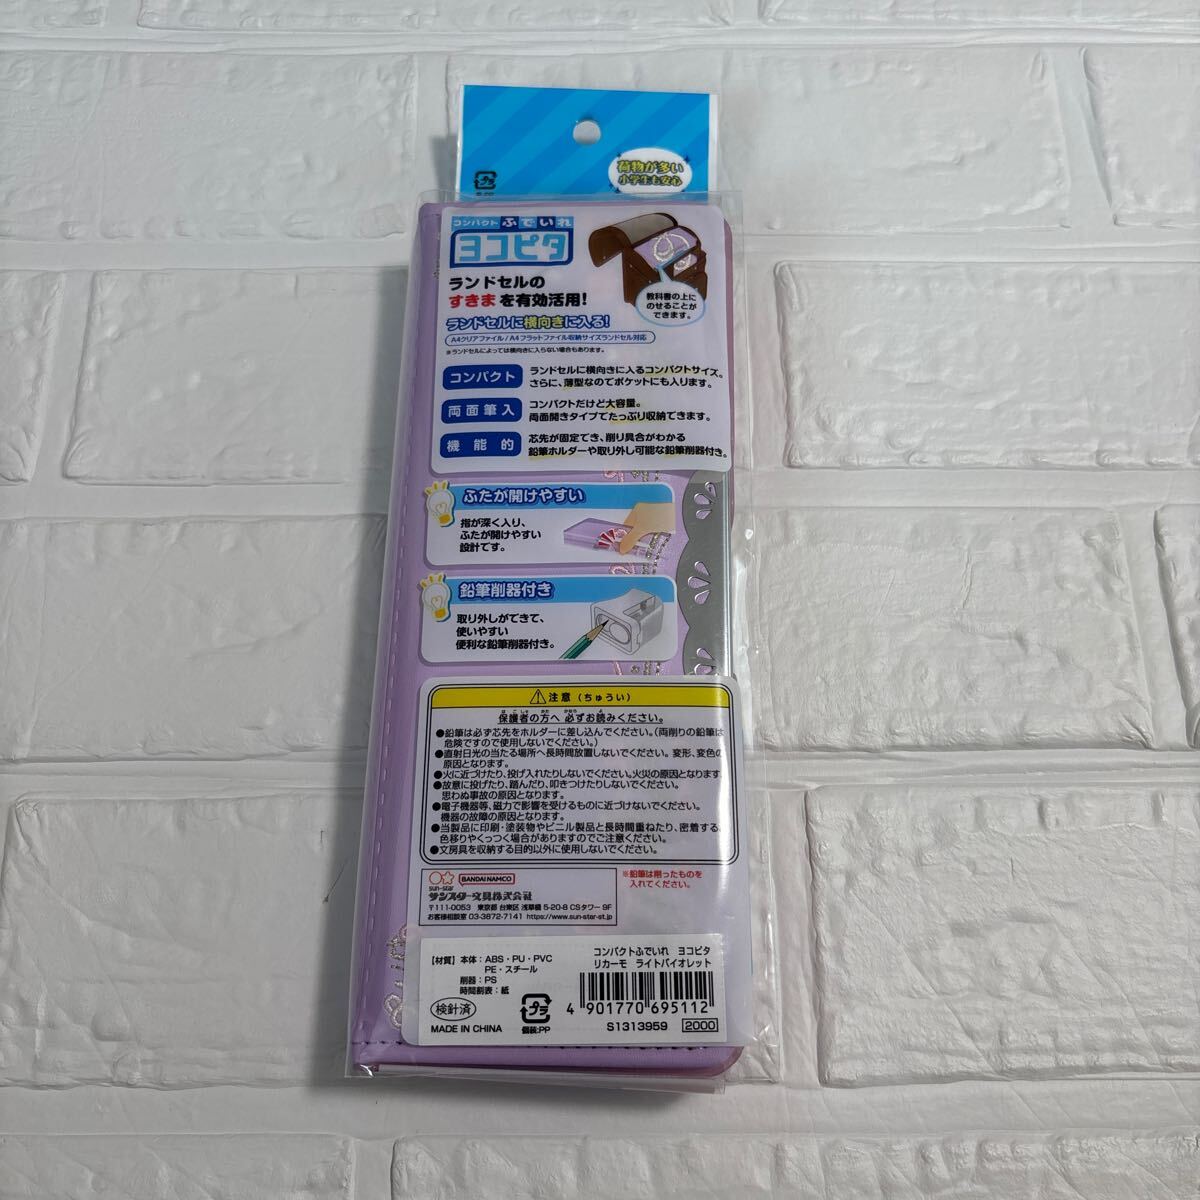 荷物が多い
小学生も安心
プラ
コンパクト ふでいれ
ヨコピタ
ランドセルの
すきまを有効活用!
ランドセルに横向きに入る!
A4クリアファイル/A4フラットファイル収納サイズランドセル対応
※ランドセルによっては横向きに入らない場合もあります。
教科書の上に
のせることが
できます。
コンパクト
ランドセルに横向きに入るコンパクトサイズ。
さらに、薄型なのでポケットにも入ります。
両面筆入
コンパクトだけど大容量。
両面開きタイプでたっぷり収納できます。
機能的
芯先が固定でき、削り具合がわかる
鉛筆ホルダーや取り外し可能な鉛筆削器付き。
ふたが開けやすい
指が深く入り、
ふたが開けやすい
設計です。
鉛筆削器付き
取り外しができて、
使いやすい
便利な鉛筆削器付き。
⚠注意(ちゅうい)
保護者の方へ 必ずお読みください。
●鉛筆は必ず芯先をホルダーに差し込んでください。(両削りの鉛筆は
危険ですので使用しないでください。)
●直射日光の当たる場所へ長時間放置しないでください。変形、変色の
原因となります。
●火に近づけたり、投げ入れたりしないでください。火災の原因となります。
●故意に投げたり、踏んだり、叩きつけたりしないでください。
思わぬ事故の原因となります。
●電子機器等、磁力で影響を受けるものに近づけないでください。
機器の故障の原因となります。
●当製品に印刷・塗装物やビニル製品と長時間重ねたり、密着する、
色移りやくっつく場合がありますのでご注意ください。
●文房具を収納する目的以外に使用しないでください。
※鉛筆は削ったものを
入れてください。
sun-star BANDAI NAMCO
サンスター文具株式会社
〒111-0053 東京都 台東区 浅草橋 5-20-8 CSタワー 9F
お客様相談室 03-3872-7141 https://www.sun-star-st.jp
【材質】本体:ABS・PU・PVC
PE・スチール
削器:PS
時間割表:紙
検針済
MADE IN CHINA
プラ
個装:PP
コンパクトふでいれ ヨコピタ
リカーモ ライトバイオレット
4 901770 695112
S1313959 2000